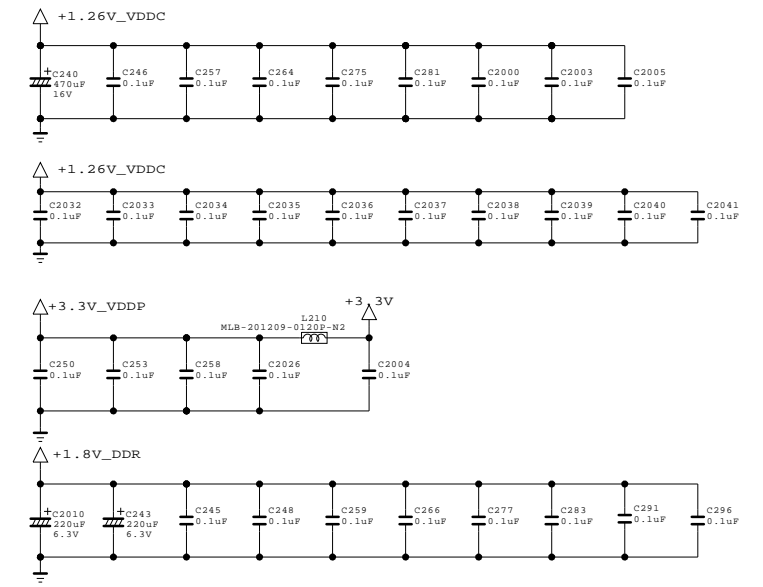 +1.26V_VDDC
+ C240 470uF 16V
C246 0.1uF
C257 0.1uF
C264 0.1uF
C275 0.1uF
C281 0.1uF
C2000 0.1uF
C2003 0.1uF
C2005 0.1uF
+1.26V_VDDC
C2032 0.1uF
C2033 0.1uF
C2034 0.1uF
C2035 0.1uF
C2036 0.1uF
C2037 0.1uF
C2038 0.1uF
C2039 0.1uF
C2040 0.1uF
C2041 0.1uF
+3.3V_VDDP
+3.3V
L210
MLB-201209-0120P-N2
C250 0.1uF
C253 0.1uF
C258 0.1uF
C2026 0.1uF
C2004 0.1uF
+1.8V_DDR
+ C2010 220uF 6.3V
+ C243 220uF 6.3V
C245 0.1uF
C248 0.1uF
C259 0.1uF
C266 0.1uF
C277 0.1uF
C283 0.1uF
C291 0.1uF
C296 0.1uF